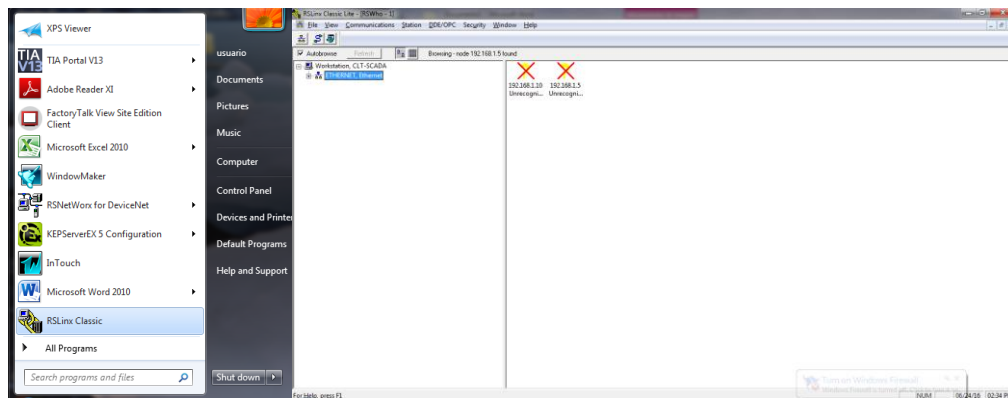 XPS Viewer
TIA
V13
TIA Portal V13
Adobe Reader XI
FactoryTalk View Site Edition
Client
Microsoft Excel 2010
WindowMaker
RSNetWorx for DeviceNet
KEPServerEX 5 Configuration
InTouch
Microsoft Word 2010
RSLinx Classic
All Programs
Search programs and files
usuario
Documents
Pictures
Music
Computer
Control Panel
Devices and Printer
Default Programs
Help and Support
Shut down
RSLinx Classic Lite - [RSWho - 1]
File View Communications Station DDE/OPC Security Window Help
Autobrowse Refresh Browsing - node 192.168.1.5 found
Workstation, CLT-SCADA
ETHERNET, Ethernet
192.168.1.10 192.168.1.5
Unrecogni... Unrecogni...
Turn on Windows Firewall
For Help, press F1
NUM 06/24/16 02:34 P